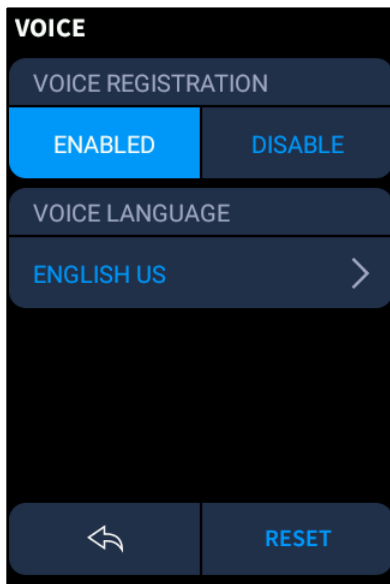 VOICE
VOICE REGISTRATION
ENABLED DISABLE
VOICE LANGUAGE
ENGLISH US
RESET